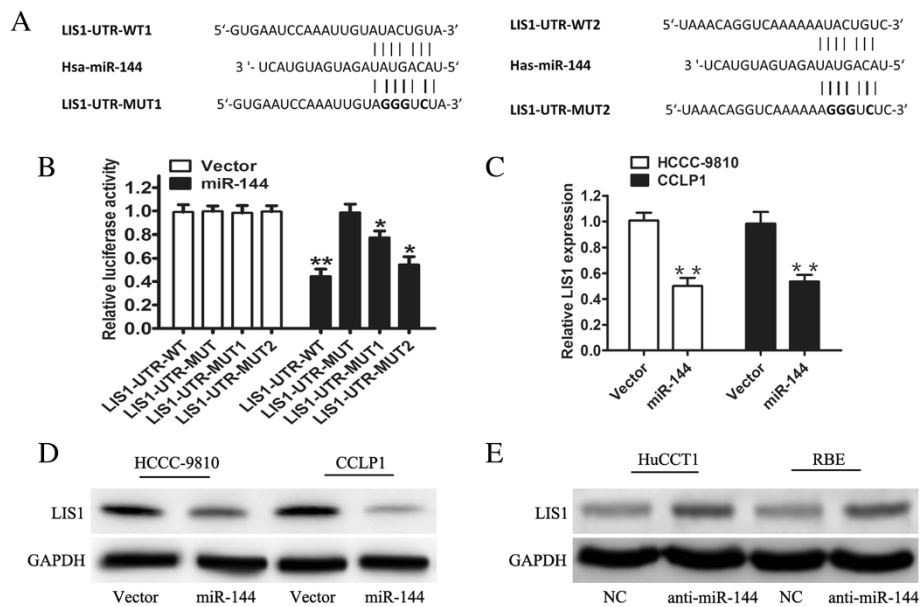 A
LIS1-UTR-WT1 5′-GUGAAUCCAAAUUGUAUACUGUA-3′
Hsa-miR-144 3 '- UCAUGUAGUAGAUAUGACAU-5‘
LIS1-UTR-MUT1 5‘-GUGAAUCCAAAUUGUAGGGUCUA-3′
LIS1-UTR-WT2 5′-UAAACAGGUCAAAAAAUACUGUC-3′
Has-miR-144 3 '- UCAUGUAGUAGAUAUGACAU-5‘
LIS1-UTR-MUT2 5‘-UAAACAGGUCAAAAAAGGGUCUC-3′
B
Vector
miR-144
Relative luciferase activity
1.2
1.0
0.8
0.6
0.4
0.2
0.0
**
*
*
LIS1-UTR-WT
LIS1-UTR-MUT
LIS1-UTR-MUT1
LIS1-UTR-MUT2
LIS1-UTR-WT
LIS1-UTR-MUT
LIS1-UTR-MUT1
LIS1-UTR-MUT2
C
HCCC-9810
CCLP1
Relative LIS1 expression
1.2
1.0
0.8
0.6
0.4
0.2
0.0
**
**
Vector
miR-144
Vector
miR-144
D
HCCC-9810 CCLP1
LIS1
GAPDH
Vector miR-144 Vector miR-144
E
HuCCT1 RBE
LIS1
GAPDH
NC anti-miR-144 NC anti-miR-144